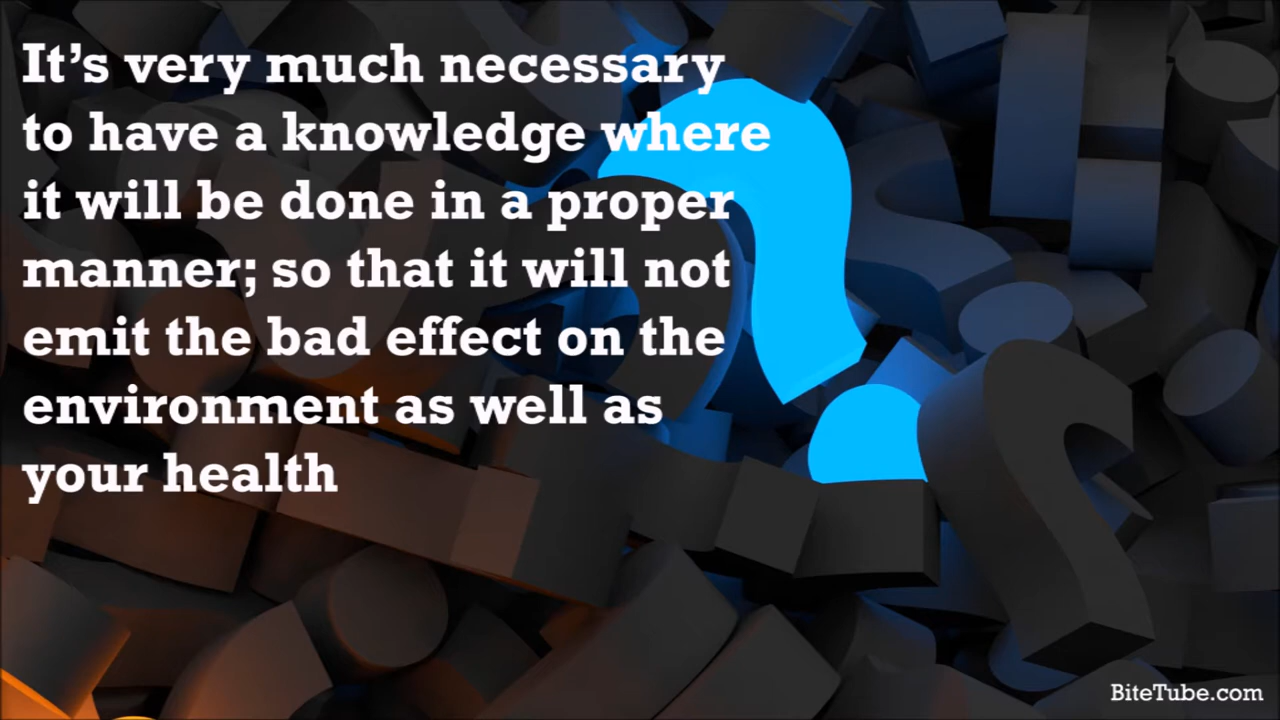 It’s very much necessary
to have a knowledge where
it will be done in a proper
manner; so that it will not
emit the bad effect on the
environment as well as
your health
BiteTube.com